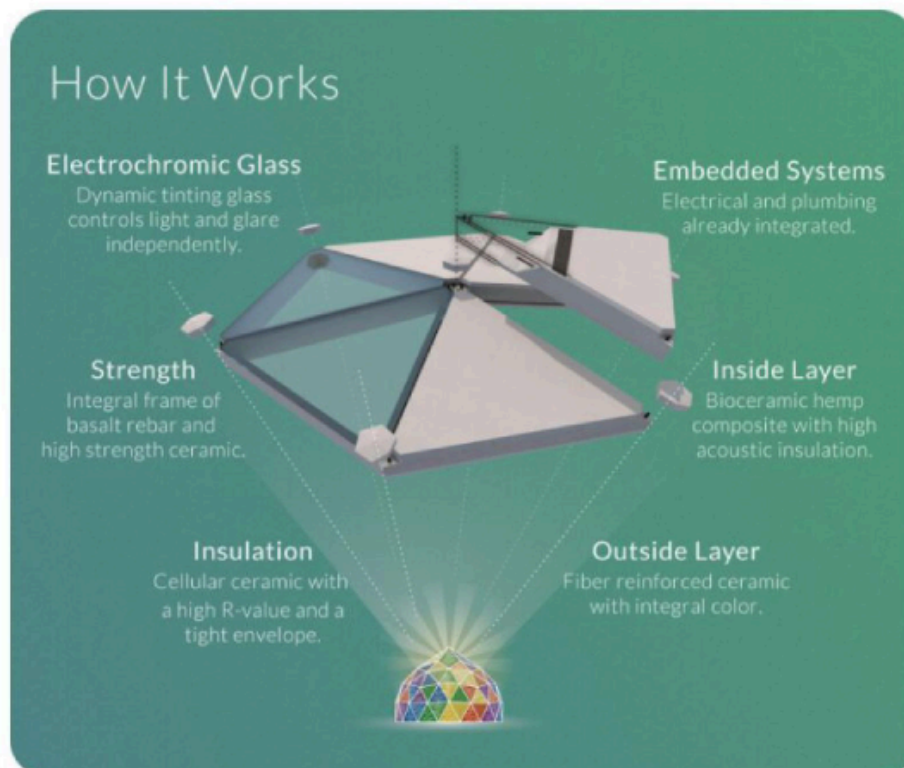 How It Works
Electrochromic Glass
Dynamic tinting glass
controls light and glare
independently.
Embedded Systems
Electrical and plumbing
already integrated.
Strength
Integral frame of
basalt rebar and
high strength ceramic.
Inside Layer
Bioceramic hemp
composite with high
acoustic insulation.
Insulation
Cellular ceramic with
a high R-value and a
tight envelope.
Outside Layer
Fiber reinforced ceramic
with integral color.